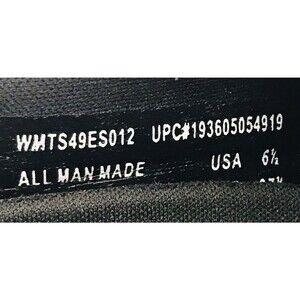 WMTS49ES012 UPC#193605054919
ALL MAN MADE USA 6½